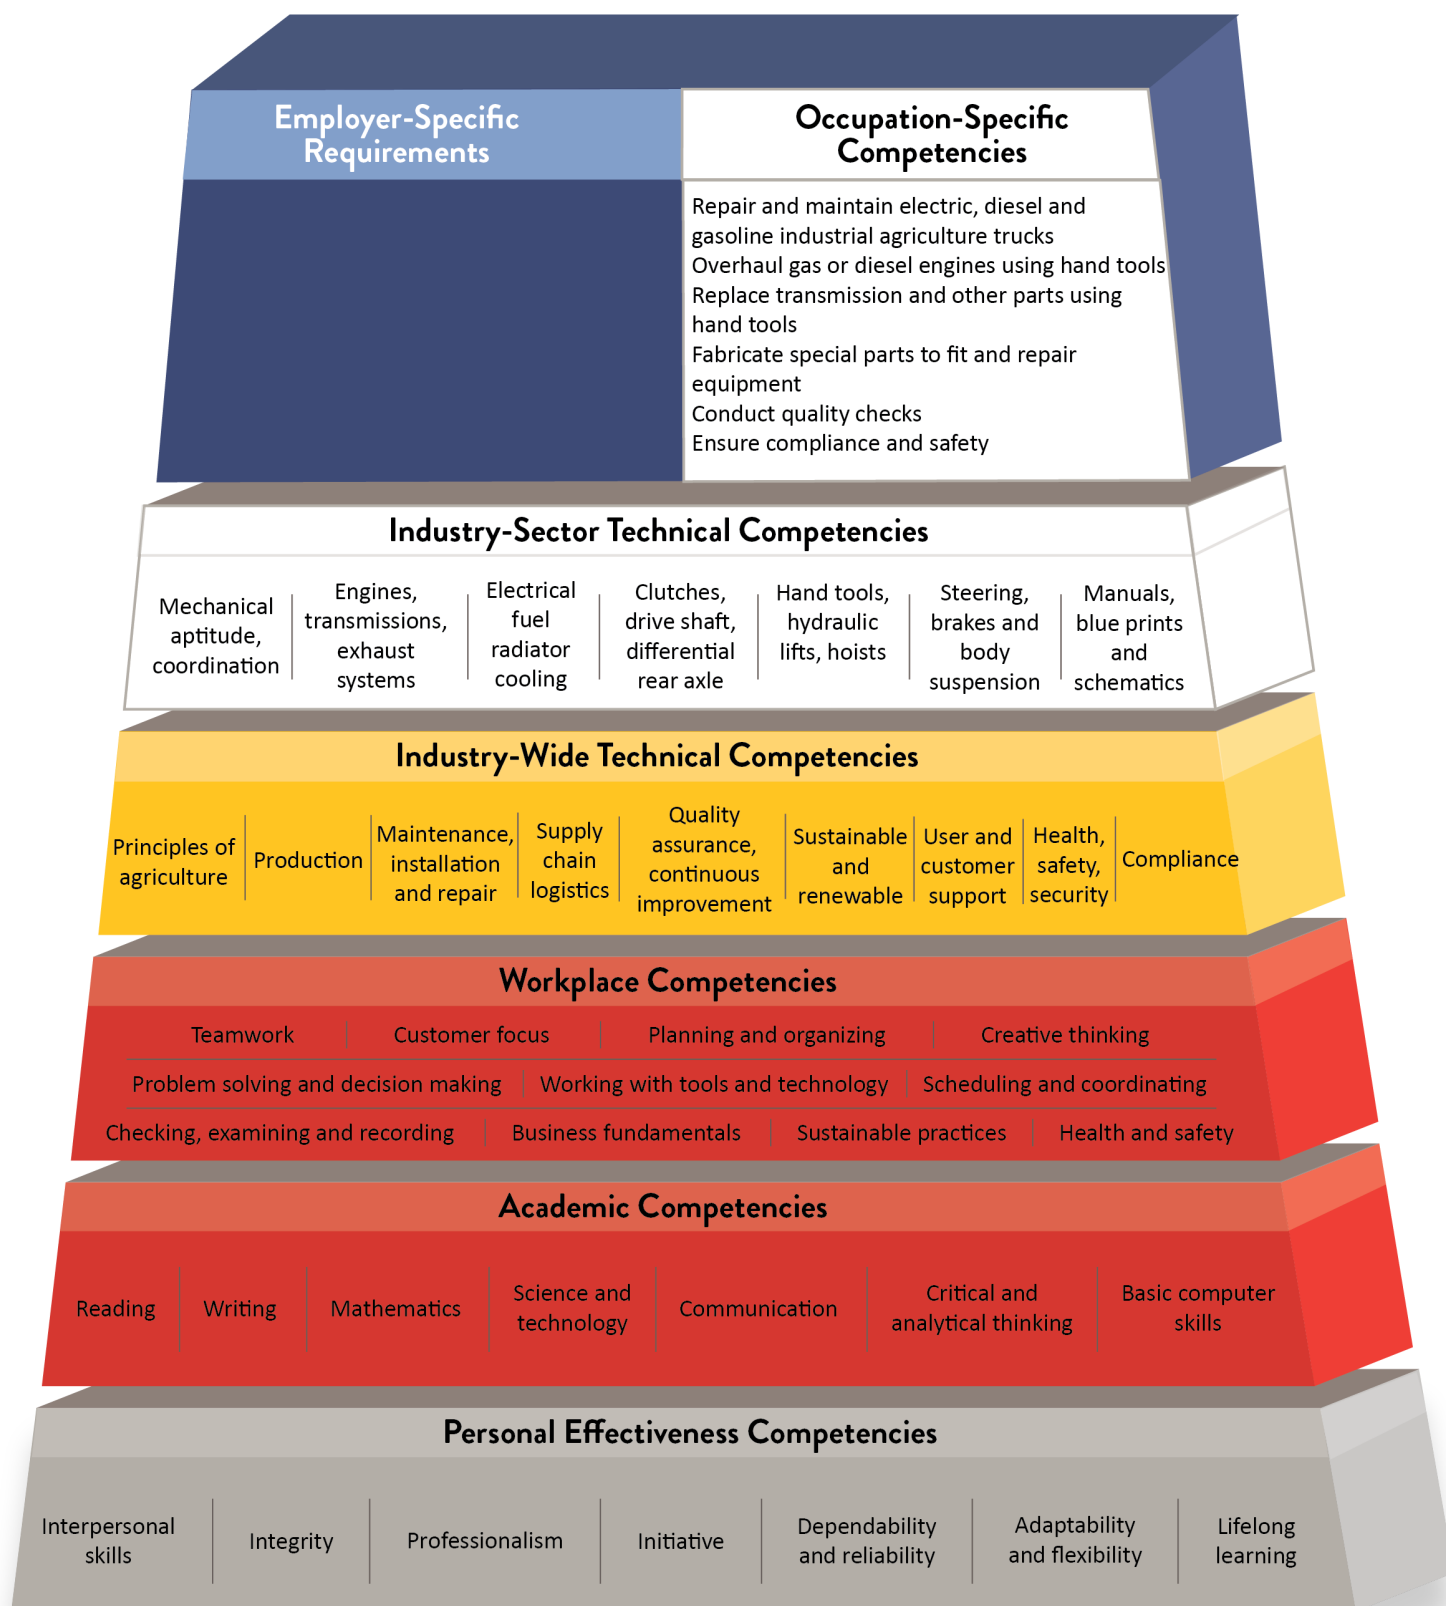 Employer-Specific
Requirements
Occupation-Specific
Competencies
Repair and maintain electric, diesel and
gasoline industrial agriculture trucks
Overhaul gas or diesel engines using hand tools
Replace transmission and other parts using
hand tools
Fabricate special parts to fit and repair
equipment
Conduct quality checks
Ensure compliance and safety
Industry-Sector Technical Competencies
Mechanical
aptitude,
coordination
Engines,
transmissions,
exhaust
systems
Electrical
fuel
radiator
cooling
Clutches,
drive shaft,
differential
rear axle
Hand tools,
hydraulic
lifts, hoists
Steering,
brakes and
body
suspension
Manuals,
blue prints
and
schematics
Industry-Wide Technical Competencies
Principles of
agriculture
Production
Maintenance,
installation
and repair
Supply
chain
logistics
Quality
assurance,
continuous
improvement
Sustainable
and
renewable
User and
customer
support
Health,
safety,
security
Compliance
Workplace Competencies
Teamwork
Customer focus
Planning and organizing
Creative thinking
Problem solving and decision making
Working with tools and technology
Scheduling and coordinating
Checking, examining and recording
Business fundamentals
Sustainable practices
Health and safety
Academic Competencies
Reading
Writing
Mathematics
Science and
technology
Communication
Critical and
analytical thinking
Basic computer
skills
Personal Effectiveness Competencies
Interpersonal
skills
Integrity
Professionalism
Initiative
Dependability
and reliability
Adaptability
and flexibility
Lifelong
learning